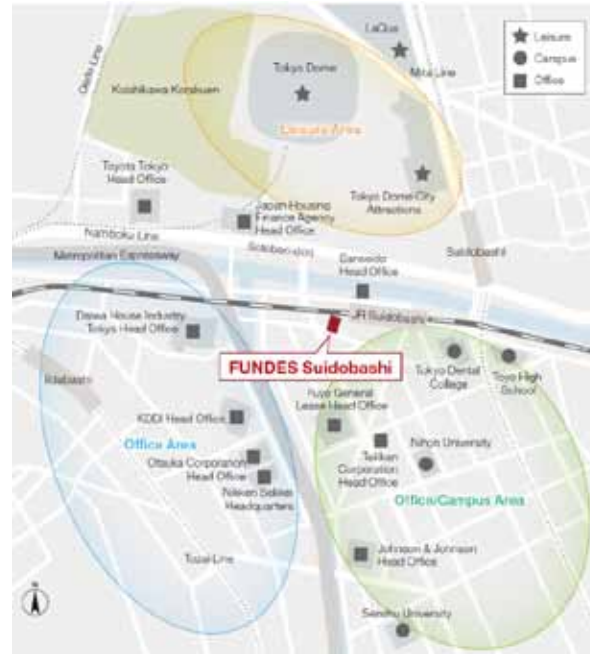 LaQua
Leisure
Campus
Office
Oedo Line
Tokyo Dome
Mita Line
Koishikawa Korakuen
Leisure Area
Toyota Tokyo
Head Office
Japan Housing
Finance Agency
Head Office
Tokyo Dome City
Attractions
Namboku Line
Metropolitan Expressway
Sotobori-dori
Suidobashi
Head Office
Daiwa House Industry
Tokyo Head Office
JR Suidobashi
FUNDES Suidobashi
Iidabashi
Tokyo Dental
College
Toyo High
School
Fuyo General
Lease Head Office
KDDI Head Office
Nihon University
Office Area
Otsuka Corporation
Head Office
Corporation
Head Office
Nikken Sekkei
Headquarters
Office/Campus Area
Tozai Line
Johnson & Johnson
Head Office
Senshu University
N